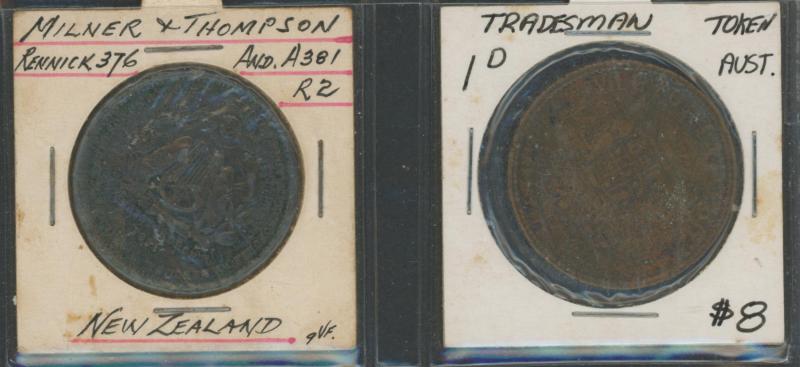 MILNER & THOMPSON
RENNICK 376 AND. A381
R2
NEW ZEALAND gVF.
TRADESMAN TOKEN
1D AUST.
$8